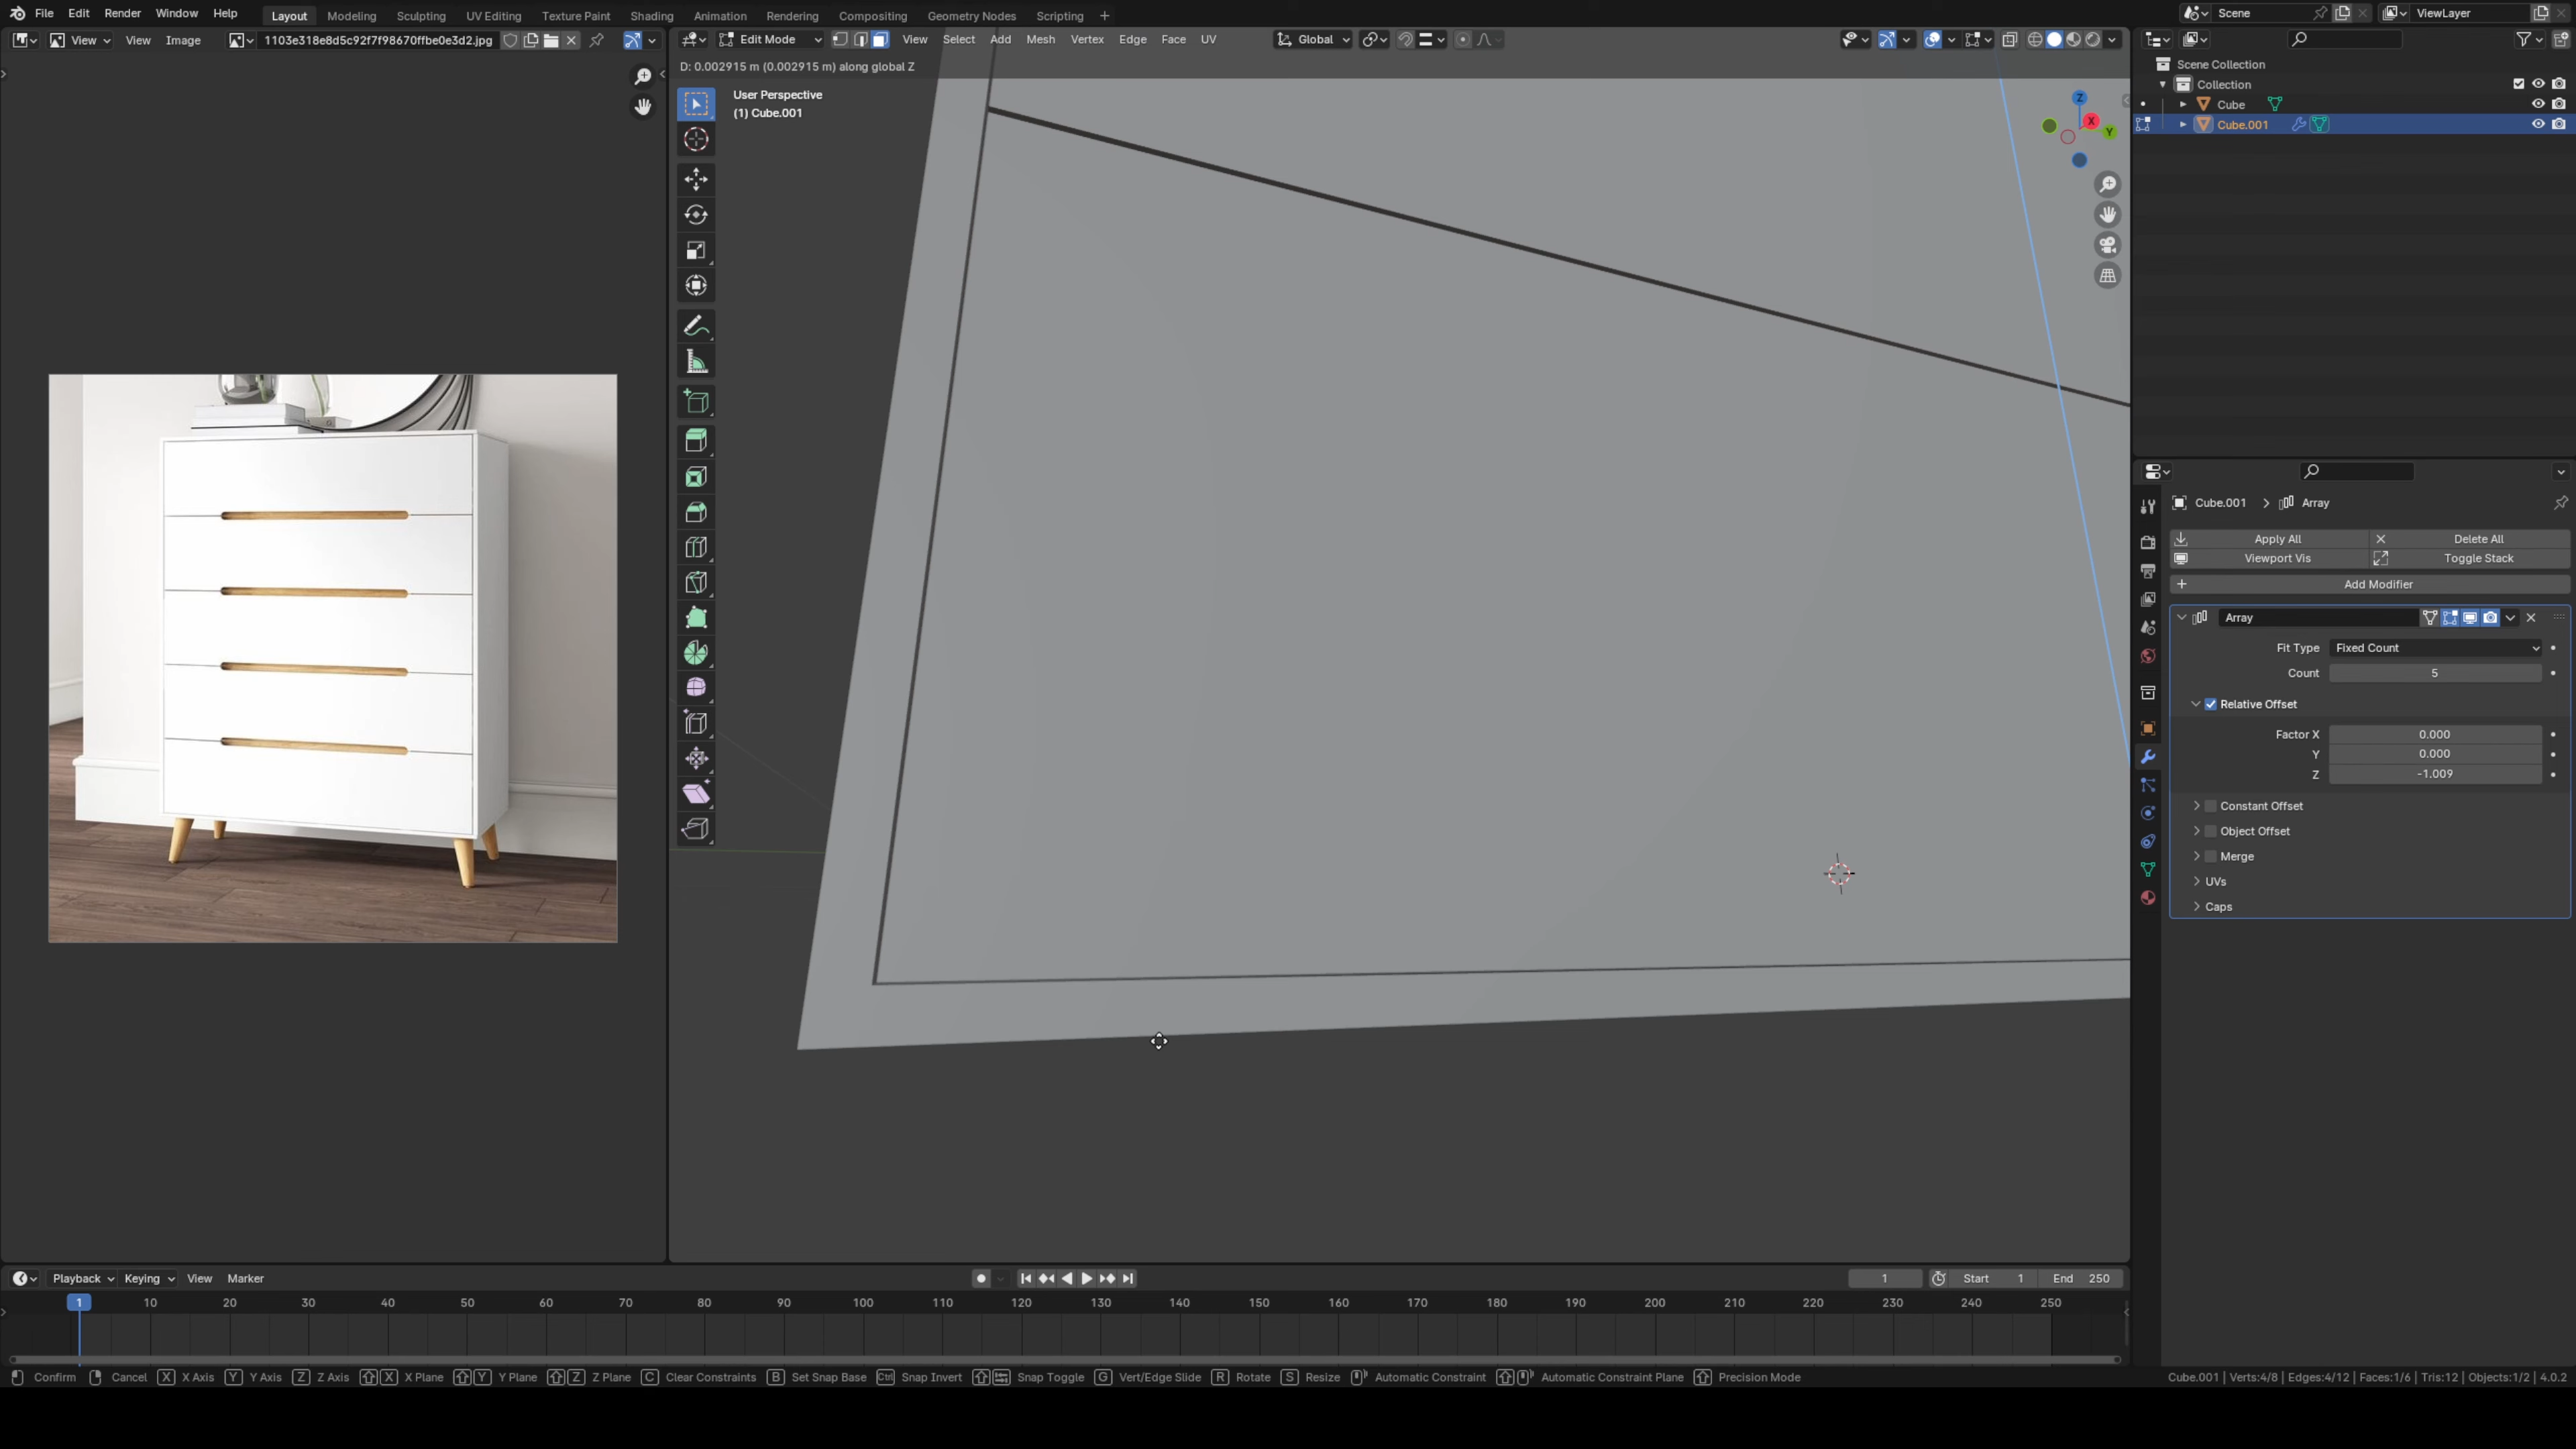 File Edit Render Window Help Layout Modeling Sculpting UV Editing Texture Paint Shading Animation Rendering Compositing Geometry Nodes Scripting + Scene ViewLayer
View View Image 1103e318e8d5c92f7f98670ffbe0e3d2.jpg Edit Mode View Select Add Mesh Vertex Edge Face UV Global
D: 0.002915 m (0.002915 m) along global Z
User Perspective
(1) Cube.001
Z
X
Y
Scene Collection
Collection
Cube
Cube.001
Cube.001 > Array
Apply All Delete All
Viewport Vis Toggle Stack
Add Modifier
Array
Fit Type Fixed Count
Count 5
Relative Offset
Factor X 0.000
Y 0.000
Z -1.009
Constant Offset
Object Offset
Merge
UVs
Caps
Playback Keying View Marker 1 Start 1 End 250
1 10 20 30 40 50 60 70 80 90 100 110 120 130 140 150 160 170 180 190 200 210 220 230 240 250
Confirm Cancel X X Axis Y Y Axis Z Z Axis X X Plane Y Y Plane Z Z Plane C Clear Constraints B Set Snap Base Ctrl Snap Invert Snap Toggle G Vert/Edge Slide R Rotate S Resize Automatic Constraint Automatic Constraint Plane Precision Mode Cube.001 | Verts:4/8 | Edges:4/12 | Faces:1/6 | Tris:12 | Objects:1/2 | 4.0.2